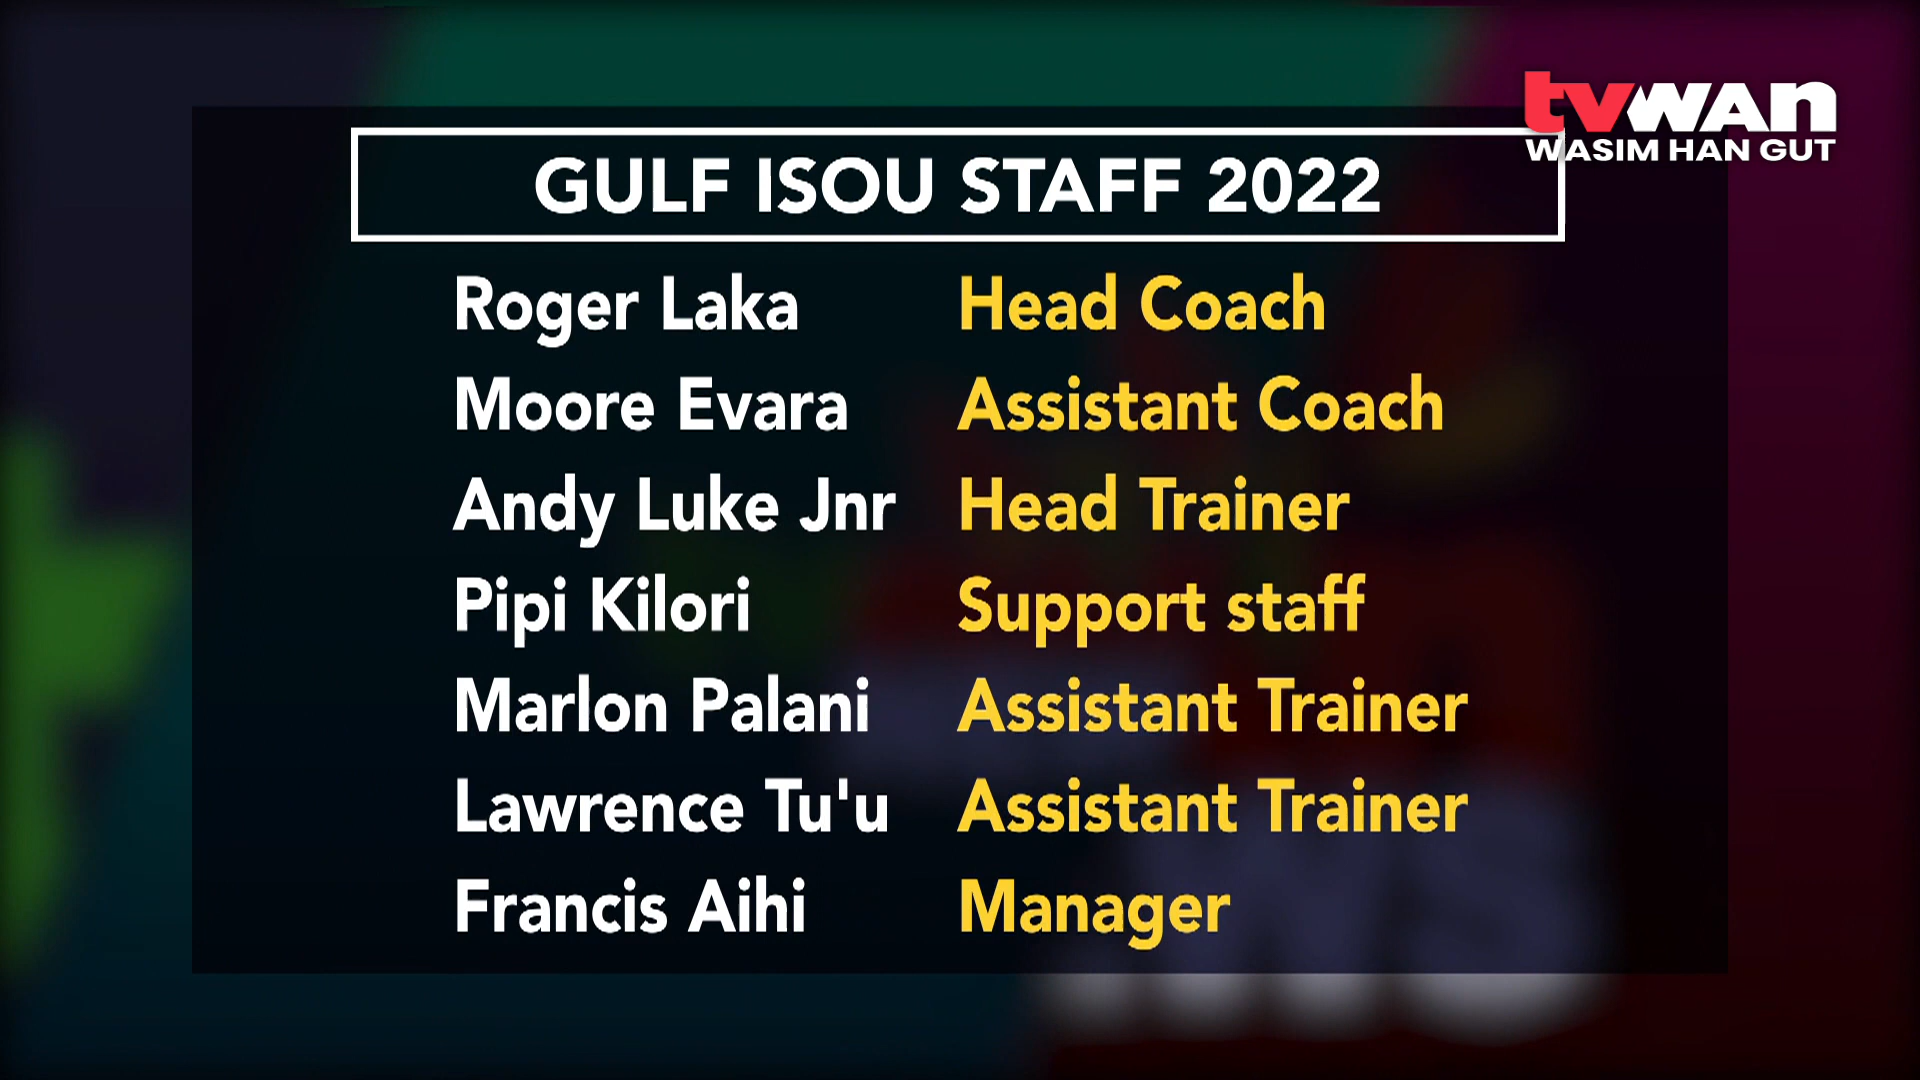 tvwan
WASIM HAN GUT
GULF ISOU STAFF 2022
Roger Laka Head Coach
Moore Evara Assistant Coach
Andy Luke Jnr Head Trainer
Pipi Kilori Support staff
Marlon Palani Assistant Trainer
Lawrence Tu'u Assistant Trainer
Francis Aihi Manager